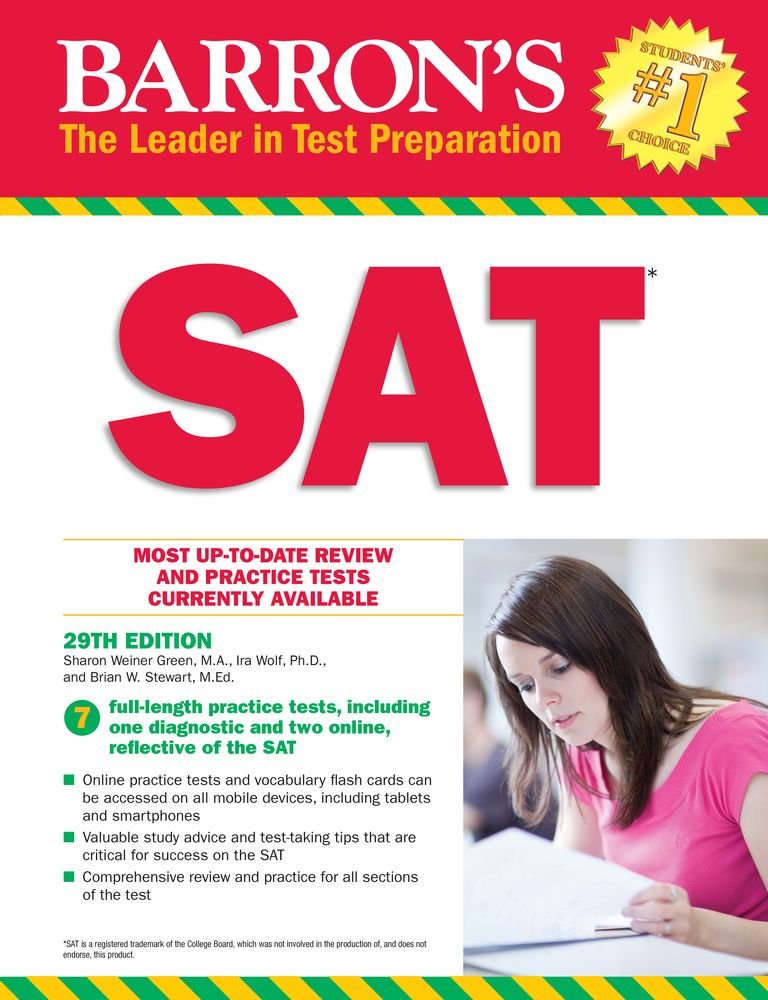 BARRON'S
The Leader in Test Preparation
STUDENTS'
#1
CHOICE
SAT*
MOST UP-TO-DATE REVIEW
AND PRACTICE TESTS
CURRENTLY AVAILABLE
29TH EDITION
Sharon Weiner Green, M.A., Ira Wolf, Ph.D.,
and Brian W. Stewart, M.Ed.
7 full-length practice tests, including
one diagnostic and two online,
reflective of the SAT
Online practice tests and vocabulary flash cards can
be accessed on all mobile devices, including tablets
and smartphones
Valuable study advice and test-taking tips that are
critical for success on the SAT
Comprehensive review and practice for all sections
of the test
*SAT is a registered trademark of the College Board, which was not involved in the production of, and does not
endorse, this product.